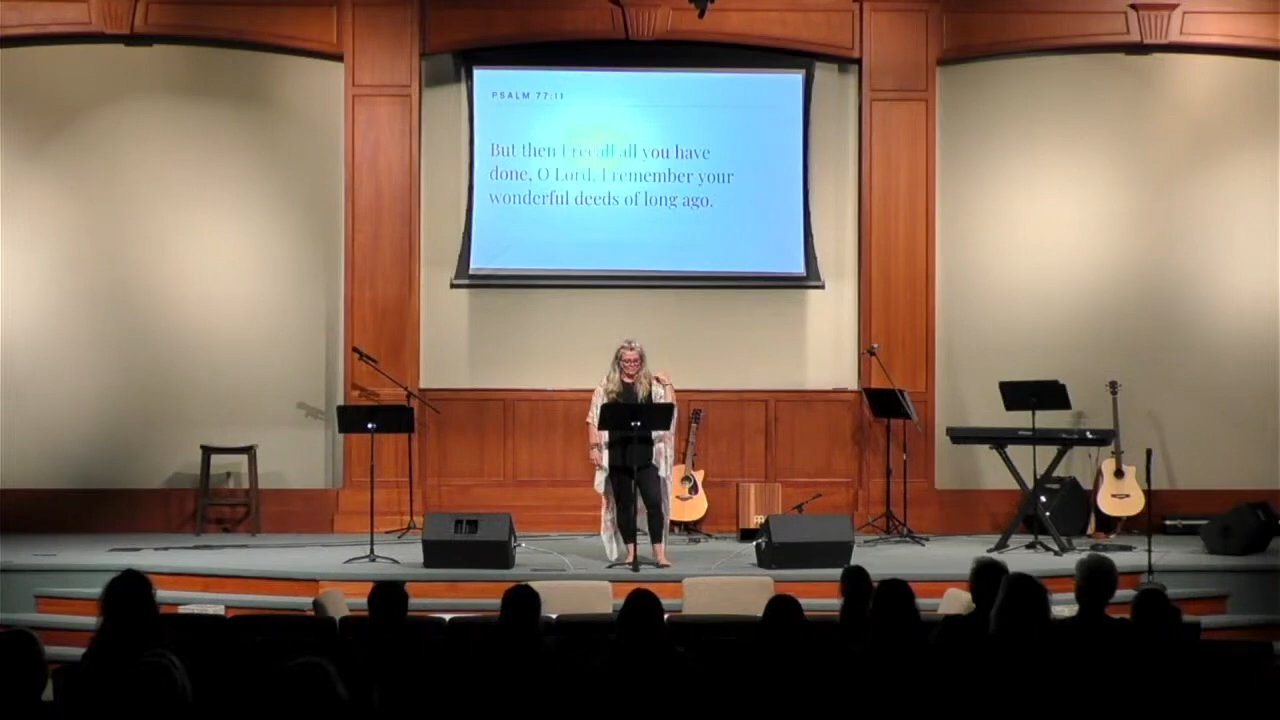 PSALM 77:11
But then I recall all you have
done, O Lord, I remember your
wonderful deeds of long ago.